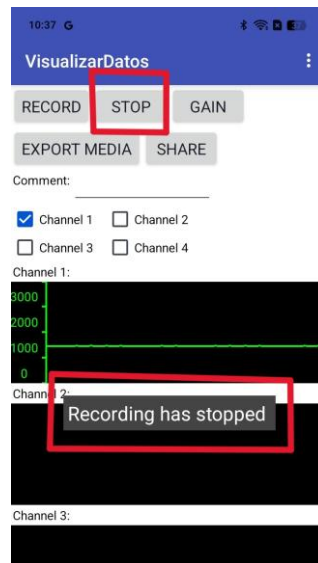 10:37 G
VisualizarDatos
RECORD STOP GAIN
EXPORT MEDIA SHARE
Comment:
Channel 1 Channel 2
Channel 3 Channel 4
Channel 1:
3000
2000
1000
0
Channel 2:
Recording has stopped
Channel 3: